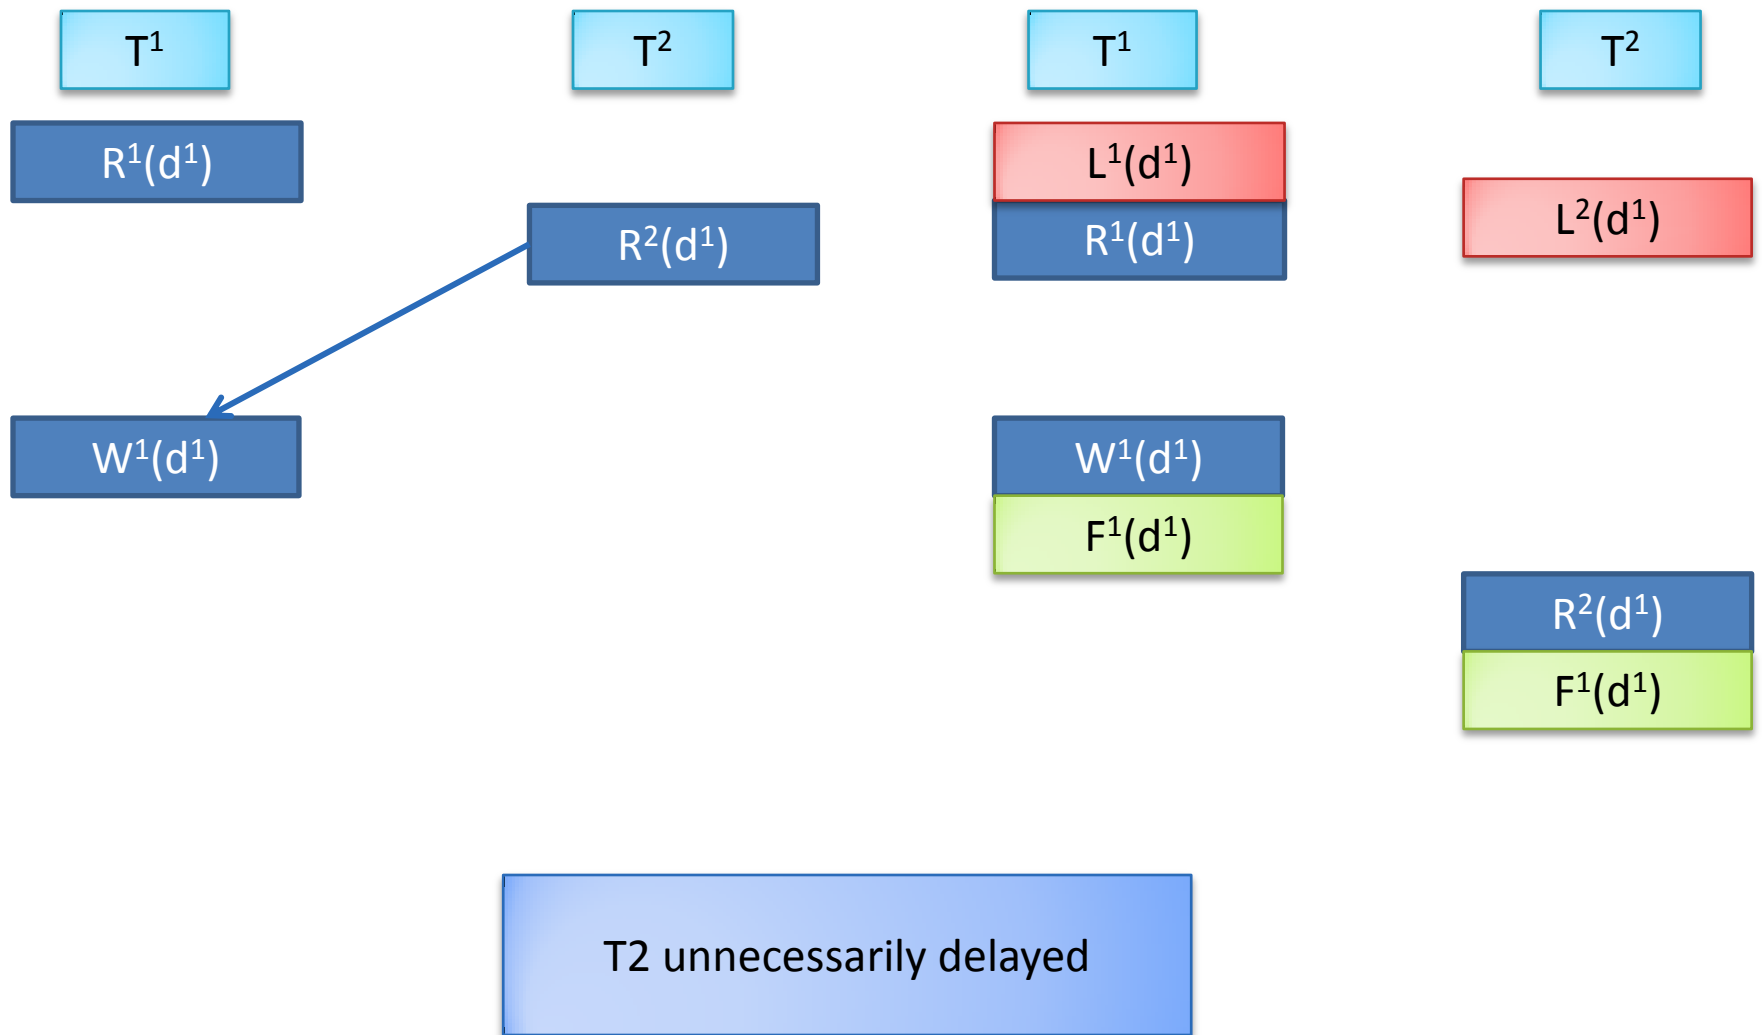 T¹
T²
T¹
T²
R¹(d¹)
L¹(d¹)
L²(d¹)
R²(d¹)
R¹(d¹)
W¹(d¹)
W¹(d¹)
F¹(d¹)
R²(d¹)
F¹(d¹)
T2 unnecessarily delayed